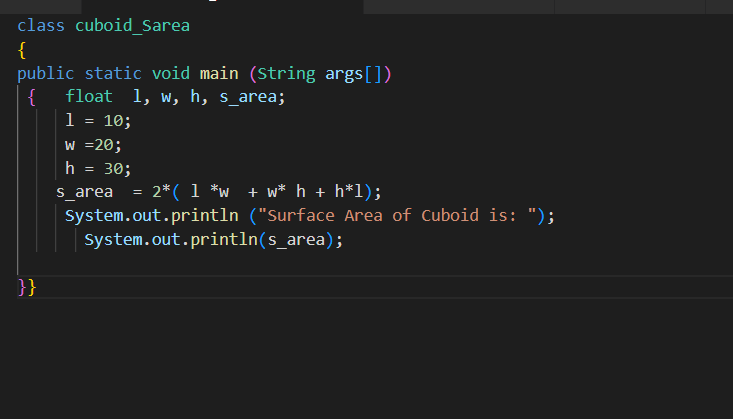 class cuboid_Sarea
{
public static void main (String args[])
{   float  l, w, h, s_area;
l = 10;
w =20;
h = 30;
s_area  = 2*( l *w  + w* h + h*l);
System.out.println ("Surface Area of Cuboid is: ");
System.out.println(s_area);
}}